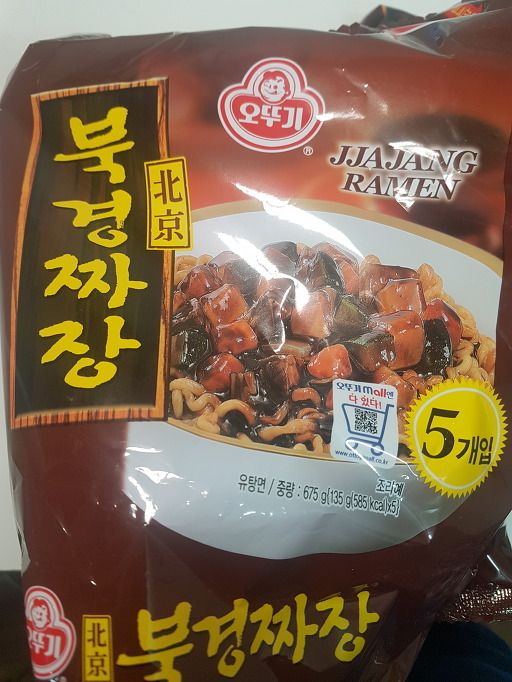 오뚜기
®
JJAJANG
RAMEN
북경짜장
北京
오뚜기mall엔
다 있다!
5개입
조리예
유탕면 / 중량 : 675 g{135 g(585 kcal)x5}
오뚜기
北京
북경짜장